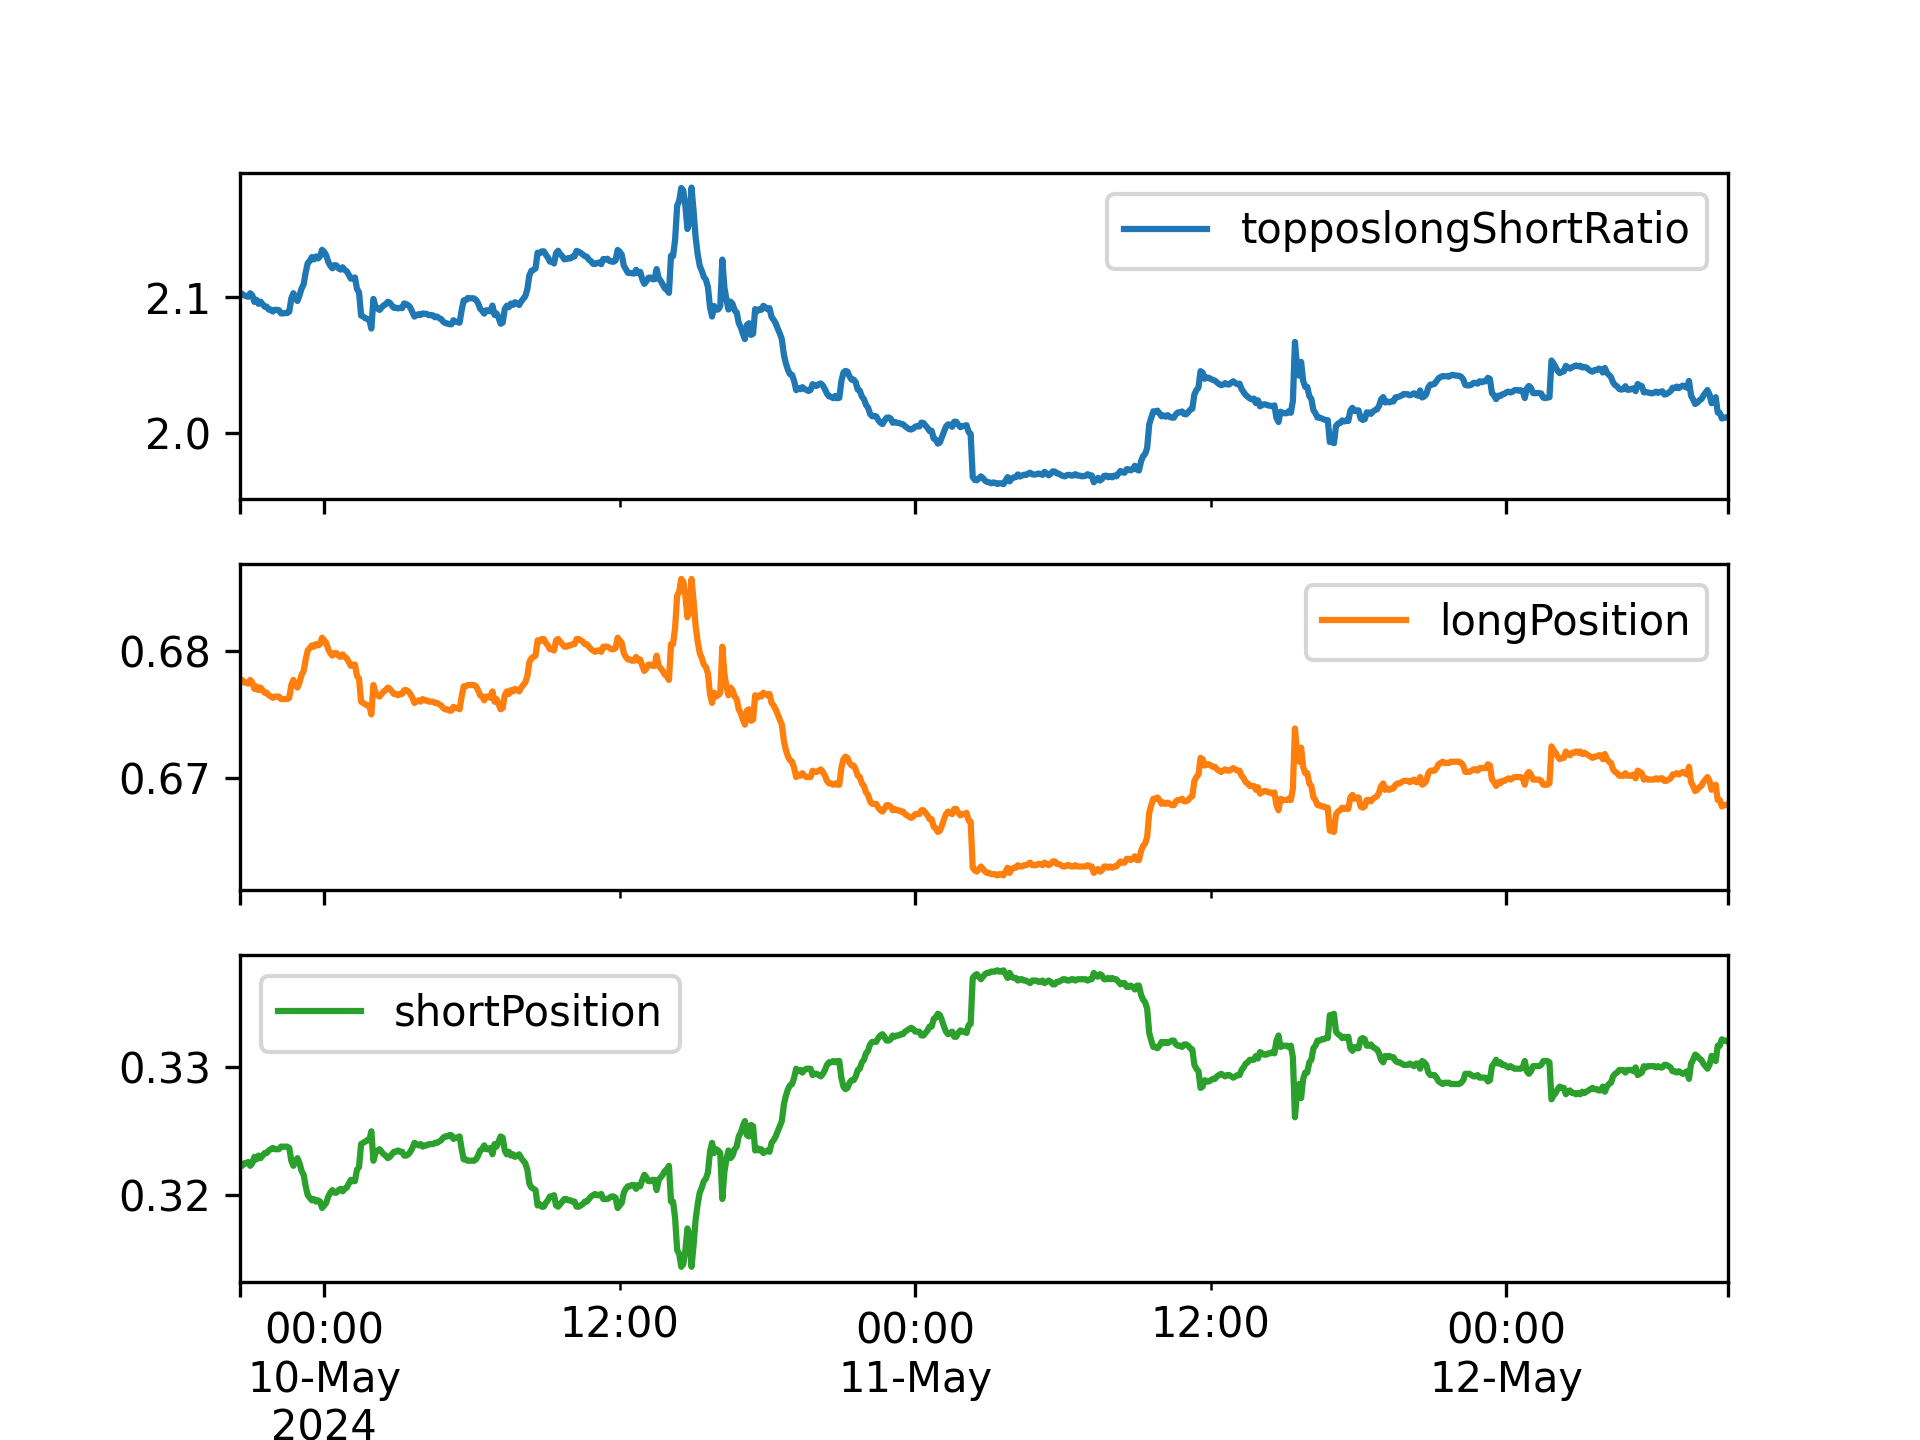 topposlongShortRatio
2.1
2.0
longPosition
0.68
0.67
shortPosition
0.33
0.32
00:00 12:00 00:00 12:00 00:00
10-May 11-May 12-May
2024